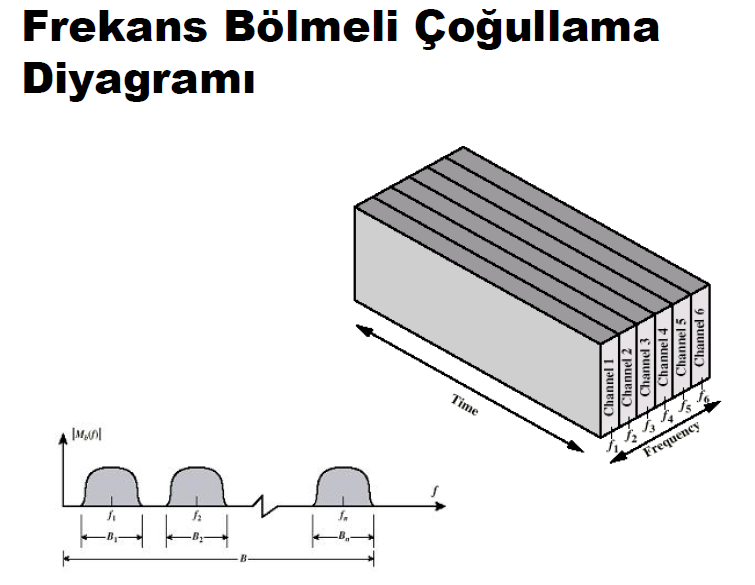 Frekans Bölmeli Çoğullama
Diyagramı
Channel 1
Channel 2
Channel 3
Channel 4
Channel 5
Channel 6
f1
f2
f3
f4
f5
f6
Time
Frequency
|Mb(f)|
f
f1
f2
fn
B1
B2
Bn
B